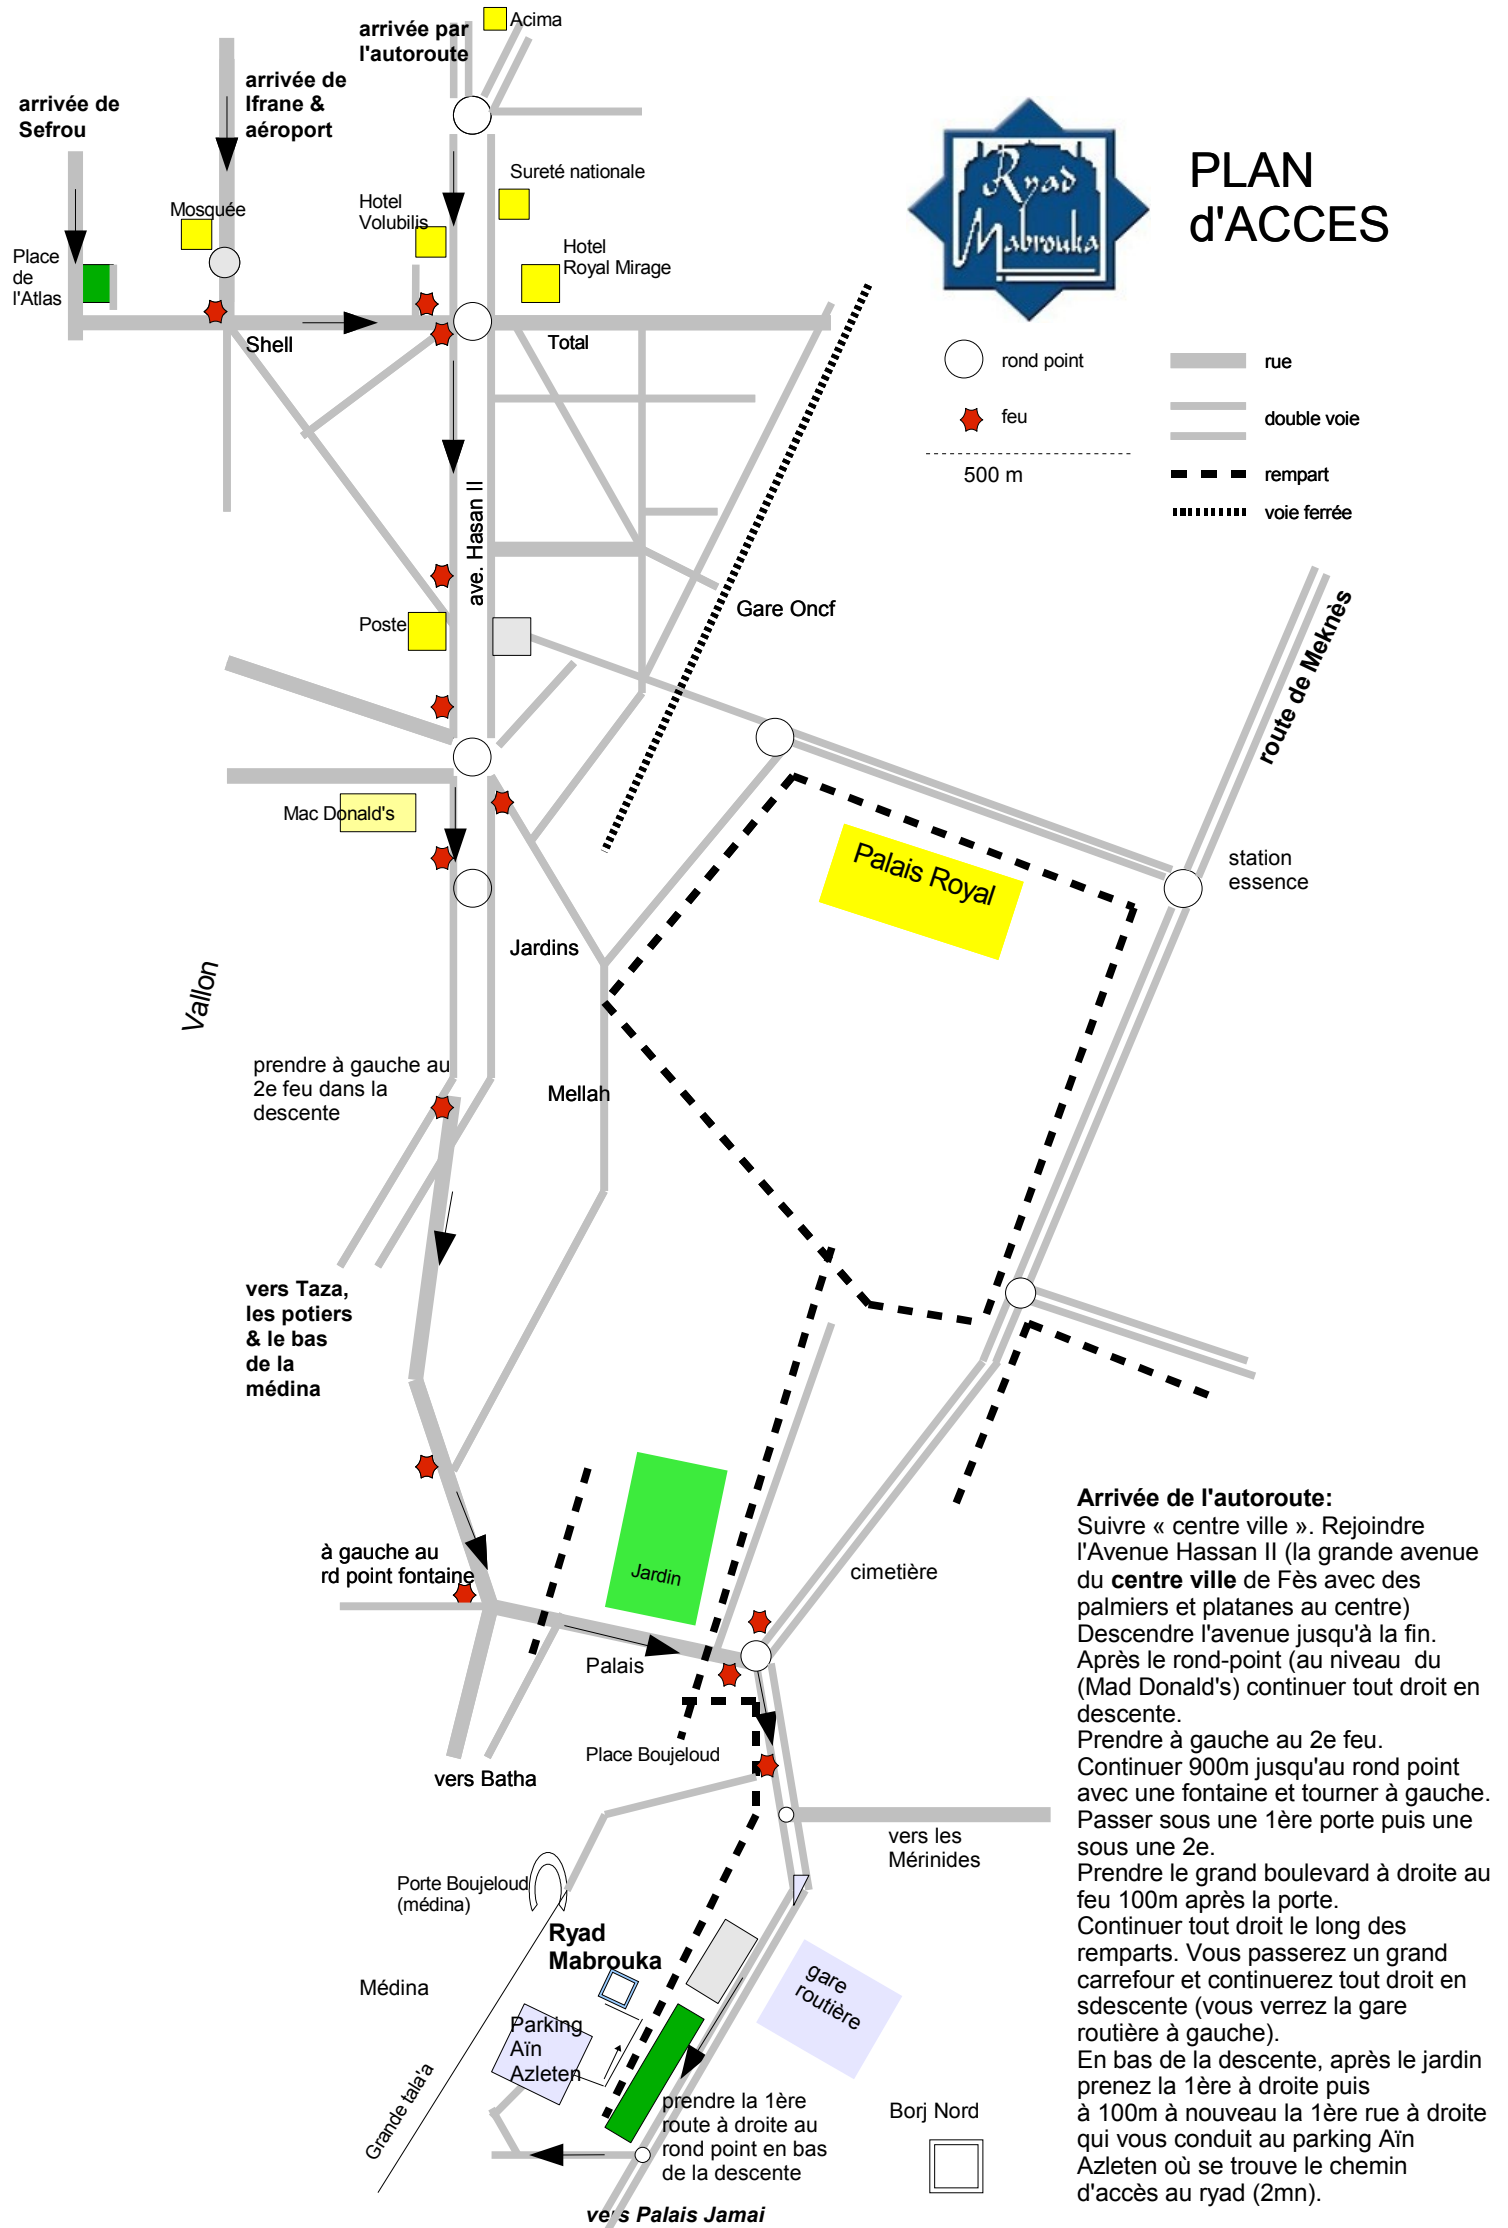 Acima
arrivée par
l'autoroute
arrivée de
Ifrane &
aéroport
arrivée de
Sefrou
Ryad
Mabrouka
PLAN
d'ACCES
Sureté nationale
Hotel
Volubilis
Mosquée
Hotel
Royal Mirage
Place
de
l'Atlas
Shell
Total
rond point
feu
500 m
rue
double voie
rempart
voie ferrée
ave. Hasan II
Gare Oncf
Poste
route de Meknès
Mac Donald's
Palais Royal
station
essence
Jardins
Vallon
prendre à gauche au
2e feu dans la
descente
Mellah
vers Taza,
les potiers
& le bas
de la
médina
à gauche au
rd point fontaine
Jardin
cimetière
Palais
Place Boujeloud
vers Batha
vers les
Mérinides
Porte Boujeloud
(médina)
Ryad
Mabrouka
Médina
gare
routière
Parking
Aïn
Azleten
Grande tala'a
prendre la 1ère
route à droite au
rond point en bas
de la descente
Borj Nord
vers Palais Jamai
Arrivée de l'autoroute:
Suivre « centre ville ». Rejoindre
l'Avenue Hassan II (la grande avenue
du centre ville de Fès avec des
palmiers et platanes au centre)
Descendre l'avenue jusqu'à la fin.
Après le rond-point (au niveau du
(Mad Donald's) continuer tout droit en
descente.
Prendre à gauche au 2e feu.
Continuer 900m jusqu'au rond point
avec une fontaine et tourner à gauche.
Passer sous une 1ère porte puis une
sous une 2e.
Prendre le grand boulevard à droite au
feu 100m après la porte.
Continuer tout droit le long des
remparts. Vous passerez un grand
carrefour et continuerez tout droit en
sdescente (vous verrez la gare
routière à gauche).
En bas de la descente, après le jardin
prenez la 1ère à droite puis
à 100m à nouveau la 1ère rue à droite
qui vous conduit au parking Aïn
Azleten où se trouve le chemin
d'accès au ryad (2mn).